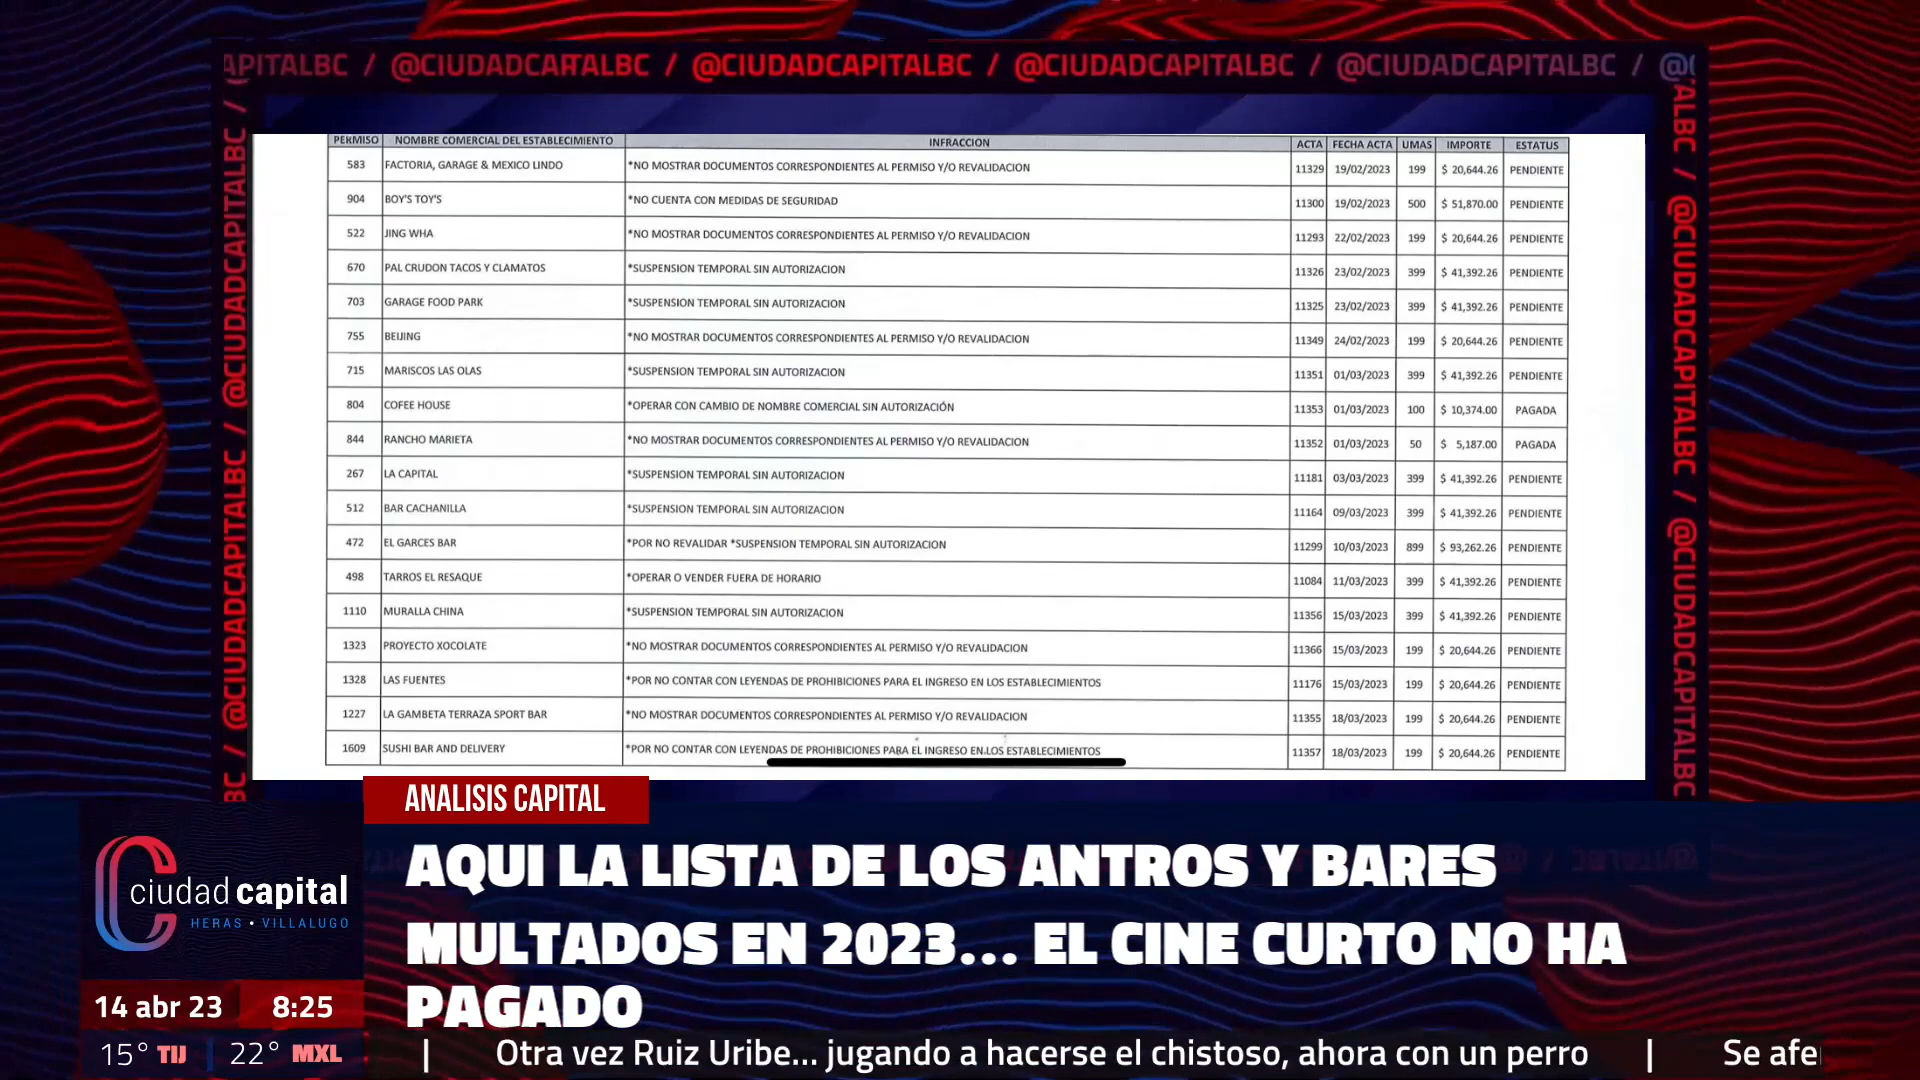 APITALBC / @CIUDADCAPITALBC / @CIUDADCAPITALBC / @CIUDADCAPITALBC / @CIUDADCAPITALBC / @C
PERMISO NOMBRE COMERCIAL DEL ESTABLECIMIENTO INFRACCION ACTA FECHA ACTA UMAS IMPORTE ESTATUS
583 FACTORIA, GARAGE & MEXICO LINDO *NO MOSTRAR DOCUMENTOS CORRESPONDIENTES AL PERMISO Y/O REVALIDACION 11329 19/02/2023 199 $ 20,644.26 PENDIENTE
904 BOY'S TOY'S *NO CUENTA CON MEDIDAS DE SEGURIDAD 11300 19/02/2023 500 $ 51,870.00 PENDIENTE
522 JING WHA *NO MOSTRAR DOCUMENTOS CORRESPONDIENTES AL PERMISO Y/O REVALIDACION 11293 22/02/2023 199 $ 20,644.26 PENDIENTE
670 PAL CRUDON TACOS Y CLAMATOS *SUSPENSION TEMPORAL SIN AUTORIZACION 11326 23/02/2023 399 $ 41,392.26 PENDIENTE
703 GARAGE FOOD PARK *SUSPENSION TEMPORAL SIN AUTORIZACION 11325 23/02/2023 399 $ 41,392.26 PENDIENTE
755 BEIJING *NO MOSTRAR DOCUMENTOS CORRESPONDIENTES AL PERMISO Y/O REVALIDACION 11349 24/02/2023 199 $ 20,644.26 PENDIENTE
715 MARISCOS LAS OLAS *SUSPENSION TEMPORAL SIN AUTORIZACION 11351 01/03/2023 399 $ 41,392.26 PENDIENTE
804 COFEE HOUSE *OPERAR CON CAMBIO DE NOMBRE COMERCIAL SIN AUTORIZACIÓN 11353 01/03/2023 100 $ 10,374.00 PAGADA
844 RANCHO MARIETA *NO MOSTRAR DOCUMENTOS CORRESPONDIENTES AL PERMISO Y/O REVALIDACION 11352 01/03/2023 50 $ 5,187.00 PAGADA
267 LA CAPITAL *SUSPENSION TEMPORAL SIN AUTORIZACION 11181 03/03/2023 399 $ 41,392.26 PENDIENTE
512 BAR CACHANILLA *SUSPENSION TEMPORAL SIN AUTORIZACION 11164 09/03/2023 399 $ 41,392.26 PENDIENTE
472 EL GARCES BAR *POR NO REVALIDAR *SUSPENSION TEMPORAL SIN AUTORIZACION 11299 10/03/2023 899 $ 93,262.26 PENDIENTE
498 TARROS EL RESAQUE *OPERAR O VENDER FUERA DE HORARIO 11084 11/03/2023 399 $ 41,392.26 PENDIENTE
1110 MURALLA CHINA *SUSPENSION TEMPORAL SIN AUTORIZACION 11356 15/03/2023 399 $ 41,392.26 PENDIENTE
1323 PROYECTO XOCOLATE *NO MOSTRAR DOCUMENTOS CORRESPONDIENTES AL PERMISO Y/O REVALIDACION 11366 15/03/2023 199 $ 20,644.26 PENDIENTE
1328 LAS FUENTES *POR NO CONTAR CON LEYENDAS DE PROHIBICIONES PARA EL INGRESO EN LOS ESTABLECIMIENTOS 11176 15/03/2023 199 $ 20,644.26 PENDIENTE
1227 LA GAMBETA TERRAZA SPORT BAR *NO MOSTRAR DOCUMENTOS CORRESPONDIENTES AL PERMISO Y/O REVALIDACION 11355 18/03/2023 199 $ 20,644.26 PENDIENTE
1609 SUSHI BAR AND DELIVERY *POR NO CONTAR CON LEYENDAS DE PROHIBICIONES PARA EL INGRESO EN LOS ESTABLECIMIENTOS 11357 18/03/2023 199 $ 20,644.26 PENDIENTE
BC / @CIUDADCAPITALBC / @CIUDADCAPITALBC /
TALBC / @CIUDADCAPITALBC / @CIUDADCAPITALBC
ANALISIS CAPITAL
AQUI LA LISTA DE LOS ANTROS Y BARES
MULTADOS EN 2023... EL CINE CURTO NO HA
PAGADO
ciudad capital
HERAS • VILLALUGO
14 abr 23 8:25
15° TIJ | 22° MXL
| Otra vez Ruiz Uribe... jugando a hacerse el chistoso, ahora con un perro | Se afe